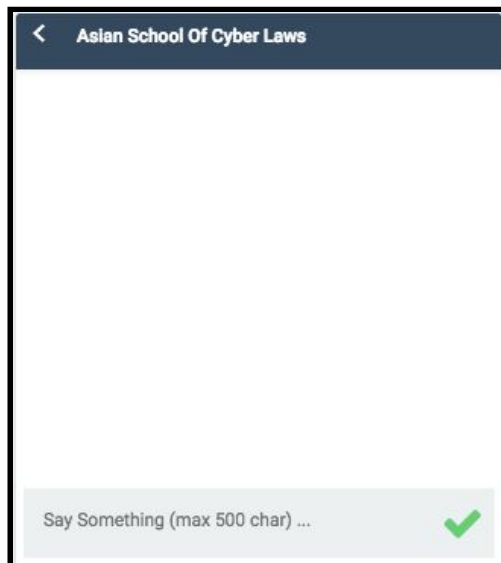 Asian School Of Cyber Laws
Say Something (max 500 char) ...